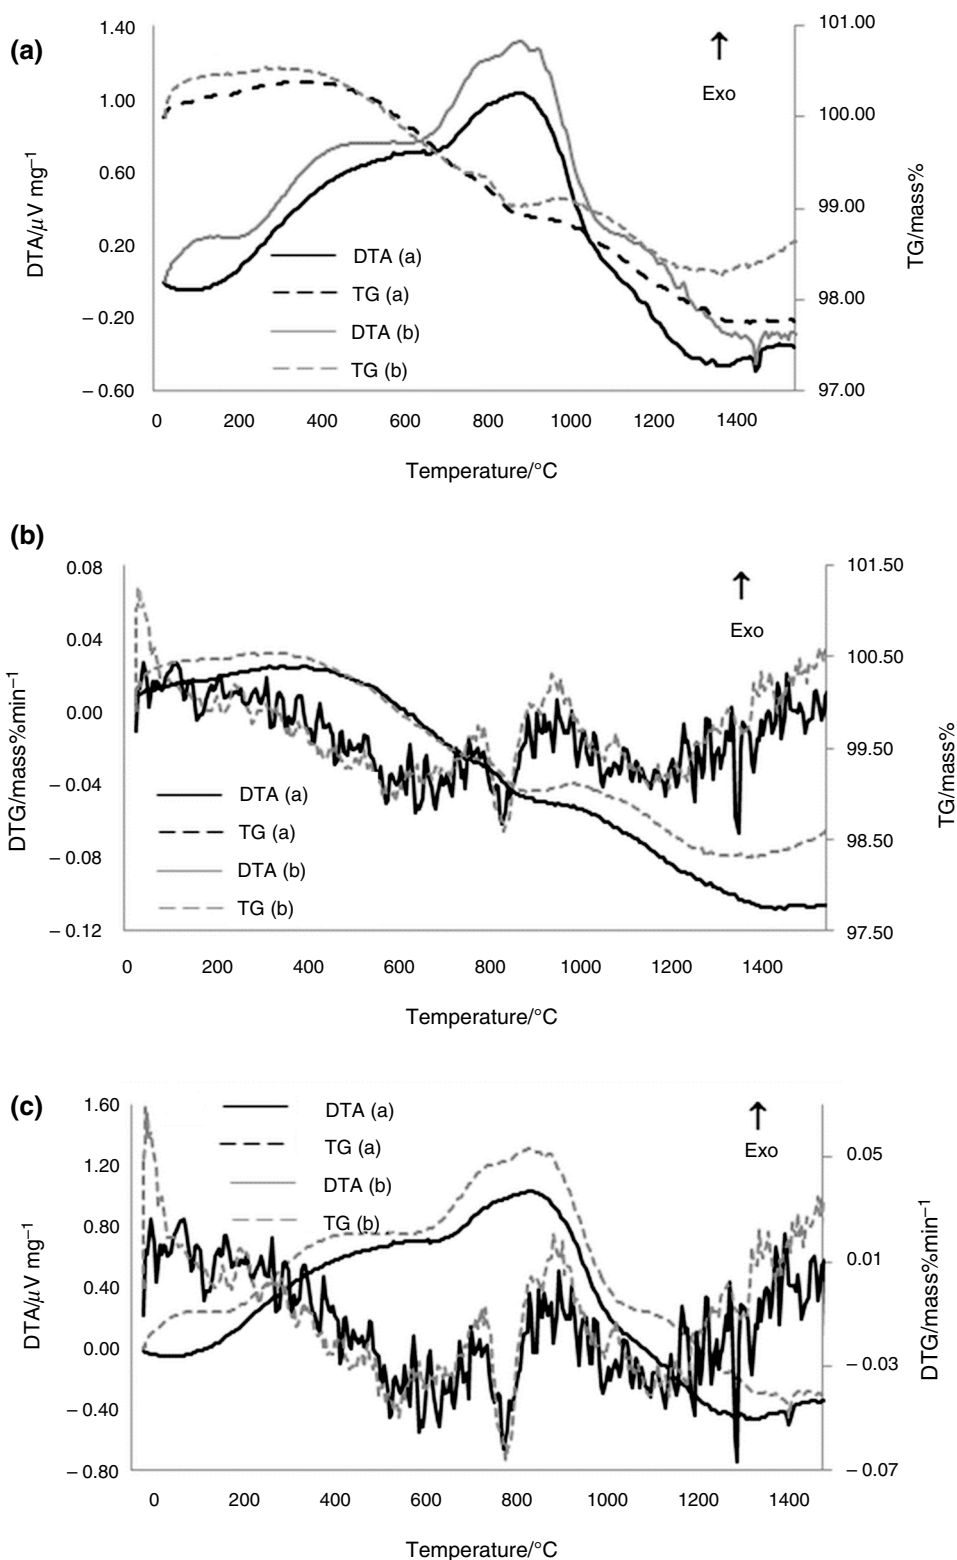 (a)
1.40
1.00
0.60
0.20
– 0.20
– 0.60
DTA/μV mg–1
101.00
100.00
99.00
98.00
97.00
TG/mass%
Exo
DTA (a)
TG (a)
DTA (b)
TG (b)
0 200 400 600 800 1000 1200 1400
Temperature/°C
(b)
0.08
0.04
0.00
– 0.04
– 0.08
– 0.12
DTG/mass%min–1
101.50
100.50
99.50
98.50
97.50
TG/mass%
Exo
DTA (a)
TG (a)
DTA (b)
TG (b)
0 200 400 600 800 1000 1200 1400
Temperature/°C
(c)
1.60
1.20
0.80
0.40
0.00
– 0.40
– 0.80
DTA/μV mg–1
0.05
0.01
– 0.03
– 0.07
DTG/mass%min–1
Exo
DTA (a)
TG (a)
DTA (b)
TG (b)
0 200 400 600 800 1000 1200 1400
Temperature/°C